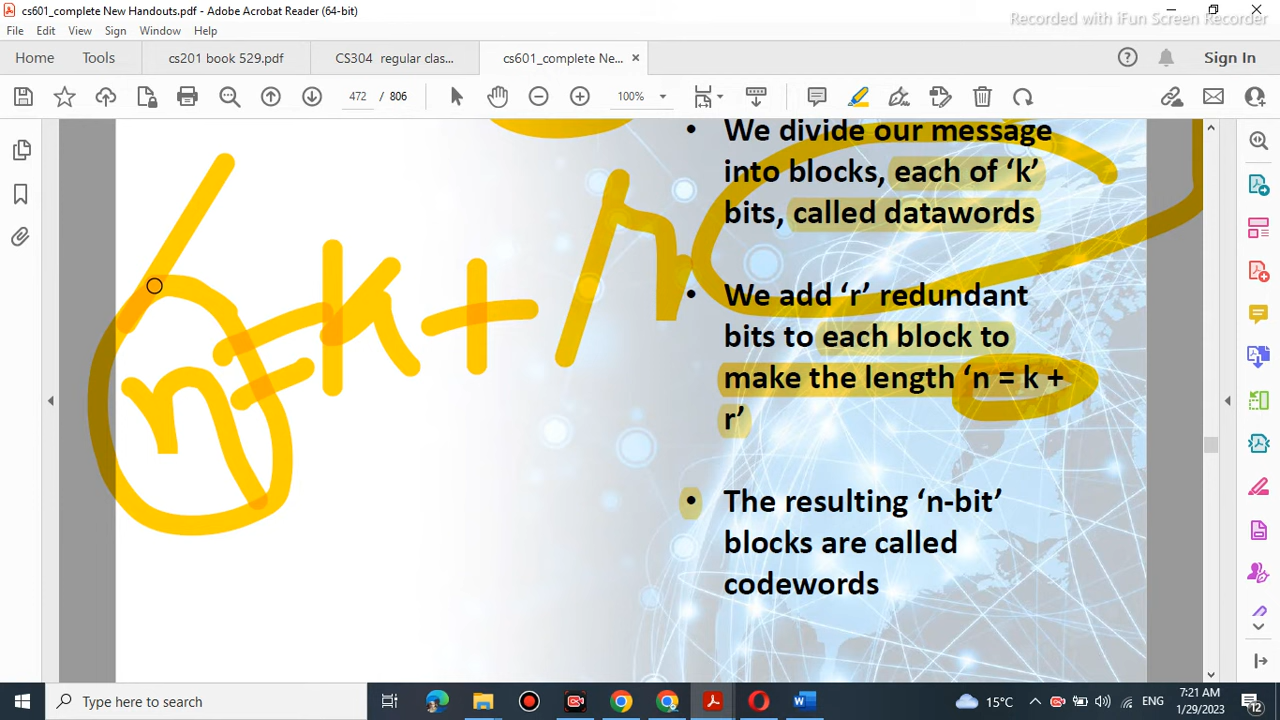 cs601_complete New Handouts.pdf - Adobe Acrobat Reader (64-bit)
Recorded with iFun Screen Recorder
File Edit View Sign Window Help
Home Tools cs201 book 529.pdf CS304 regular clas... cs601_complete Ne... × Sign In
472 / 806 100%
• We divide our message
into blocks, each of ‘k’
bits, called datawords
n = k + r
• We add ‘r’ redundant
bits to each block to
make the length ‘n = k +
r’
• The resulting ‘n-bit’
blocks are called
codewords
Type here to search
15°C ENG 7:21 AM
1/29/2023 12